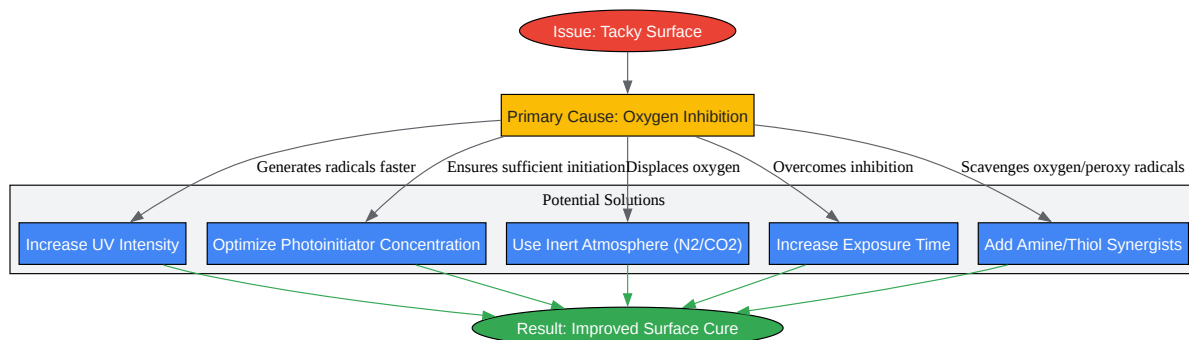 Issue: Tacky Surface
Primary Cause: Oxygen Inhibition
Generates radicals faster
Ensures sufficient initiation
Displaces oxygen
Overcomes inhibition
Scavenges oxygen/peroxy radicals
Potential Solutions
Increase UV Intensity
Optimize Photoinitiator Concentration
Use Inert Atmosphere (N2/CO2)
Increase Exposure Time
Add Amine/Thiol Synergists
Result: Improved Surface Cure